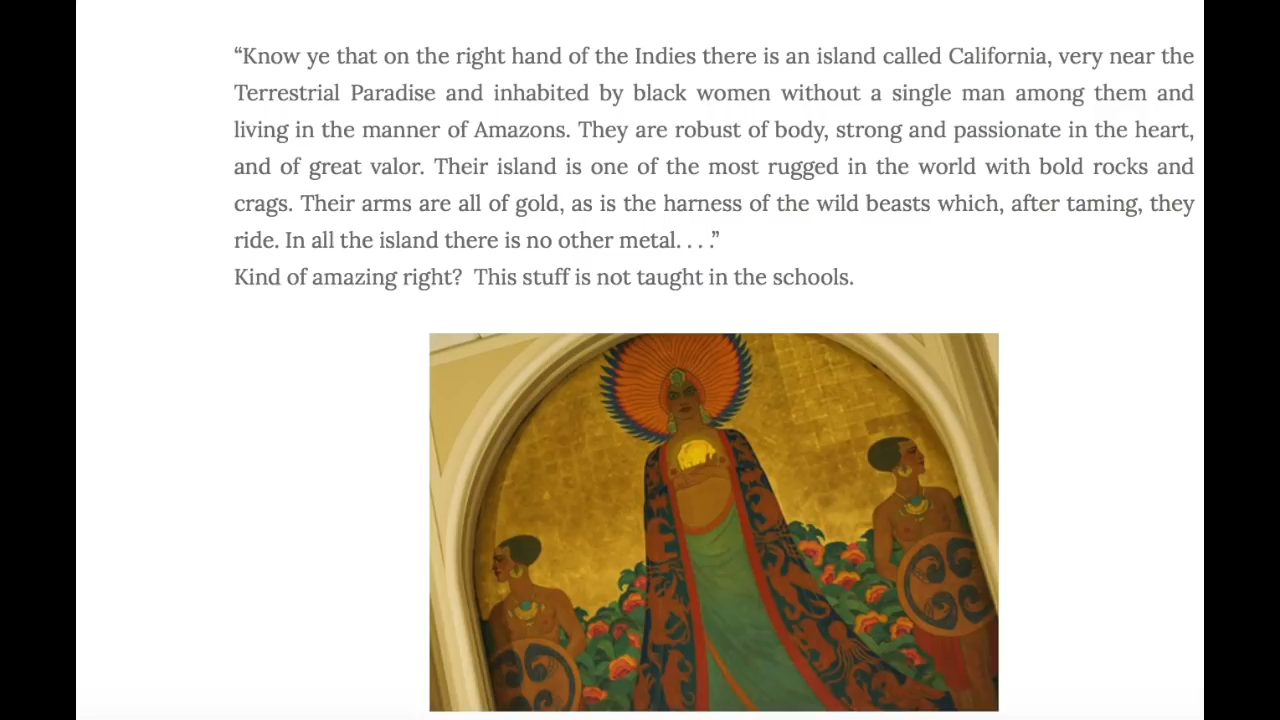 “Know ye that on the right hand of the Indies there is an island called California, very near the
Terrestrial Paradise and inhabited by black women without a single man among them and
living in the manner of Amazons. They are robust of body, strong and passionate in the heart,
and of great valor. Their island is one of the most rugged in the world with bold rocks and
crags. Their arms are all of gold, as is the harness of the wild beasts which, after taming, they
ride. In all the island there is no other metal. . . .”
Kind of amazing right?  This stuff is not taught in the schools.